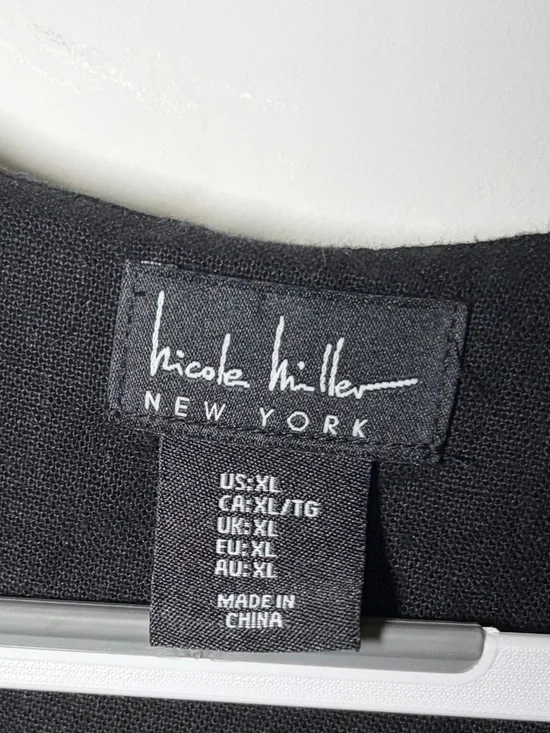 nicole miller
NEW YORK
US:XL
CA:XL/TG
UK:XL
EU:XL
AU:XL
MADE IN
CHINA